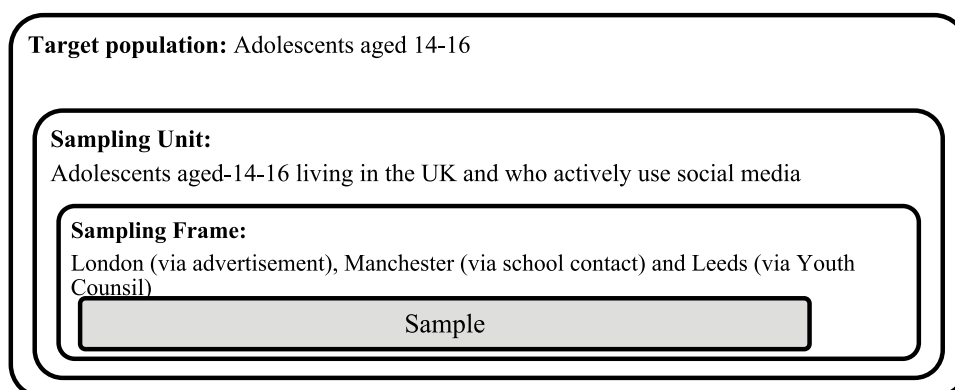 Target population: Adolescents aged 14-16
Sampling Unit:
Adolescents aged-14-16 living in the UK and who actively use social media
Sampling Frame:
London (via advertisement), Manchester (via school contact) and Leeds (via Youth
Counsil)
Sample